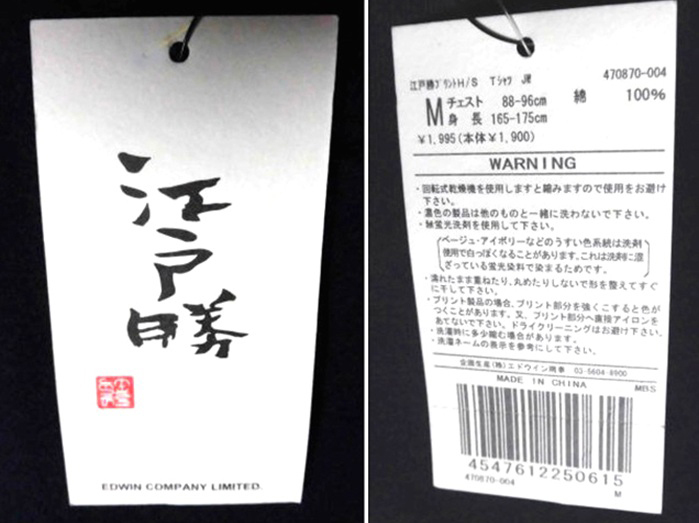 江戸勝
EDWIN COMPANY LIMITED.
江戸勝プリントH/S Tシャツ JM 470870-004
M チェスト 88-96cm 綿 100%
身長 165-175cm
¥1,995(本体¥1,900)
WARNING
・回転式乾燥機を使用しますと縮みますので使用をお避け
下さい。
・濃色の製品は他のものと一緒に洗わないで下さい。
・無蛍光洗剤を使用して下さい。
(ベージュ・アイボリーなどのうすい色系統は洗剤
使用で白っぽくなることがあります。これは洗剤に混
ざっている蛍光染料で染まるためです。)
・濡れたまま重ねたり、丸めたりしないで形を整えてすぐ
に干して下さい。
・プリント製品の場合、プリント部分を強くこすると色が
つくことがあります。又、プリント部分へ直接アイロンを
あてないで下さい。ドライクリーニングはお避け下さい。
・洗濯時に多少縮む場合があります。
・洗濯ネームの表示を参考にして下さい。
企画生産(株)エドウイン商事 03-5604-8900
MADE IN CHINA MBS
4547612250615
470870-004
M